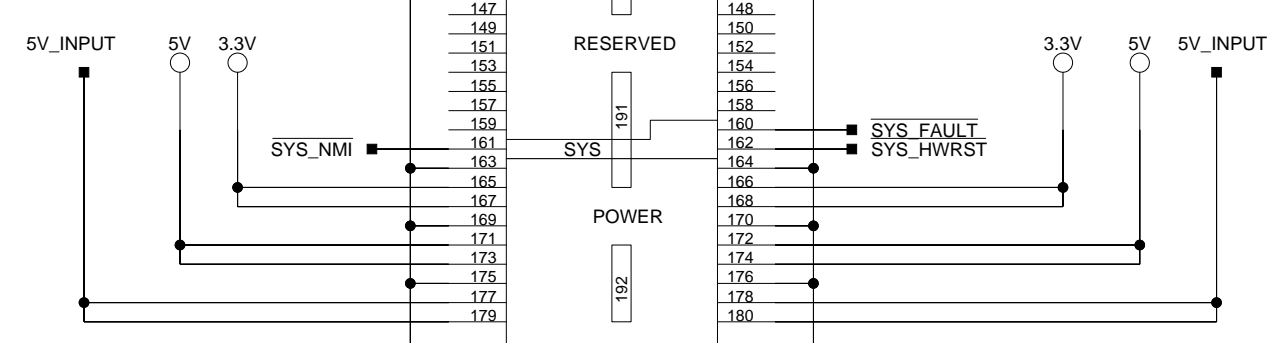 147 148
149 150
5V_INPUT 5V 3.3V 151 RESERVED 152 3.3V 5V 5V_INPUT
153 154
155 156
157 158
159 191 160 SYS_FAULT
SYS_NMI 161 SYS 162 SYS_HWRST
163 164
165 166
167 168
169 POWER 170
171 172
173 174
175 176
177 192 178
179 180